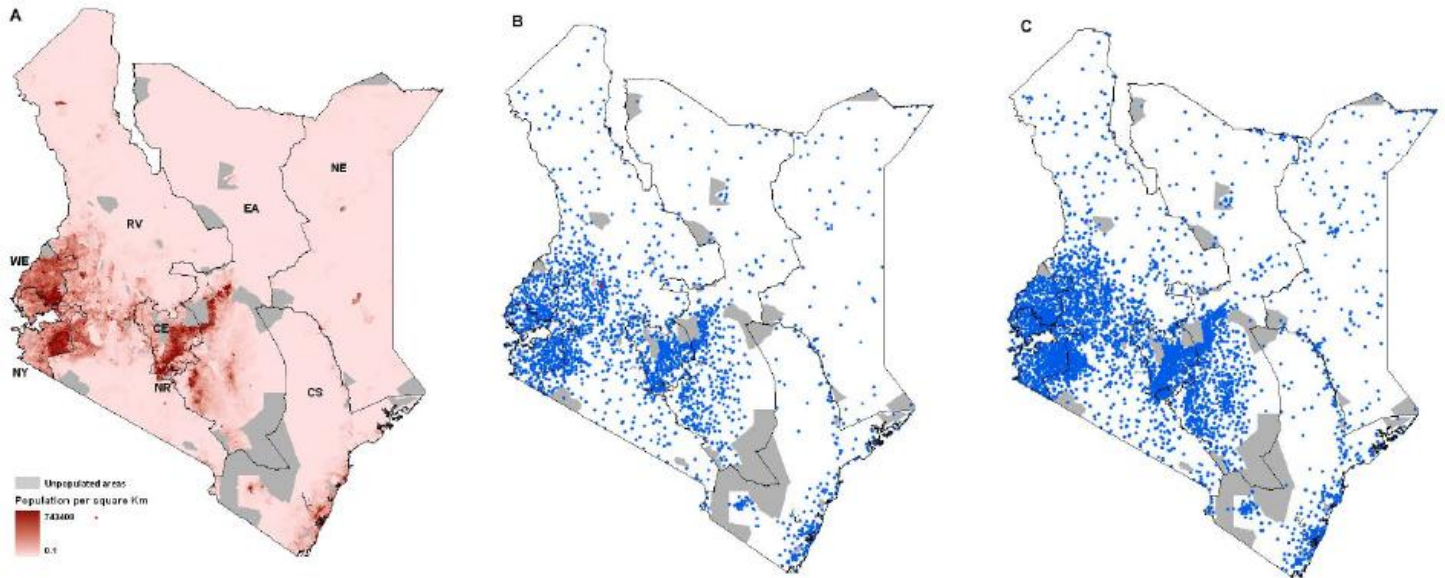 A
B
C
NE
EA
RV
WE
CE
NY
NR
CS
Unpopulated areas
Population per square Km
743400
0.1